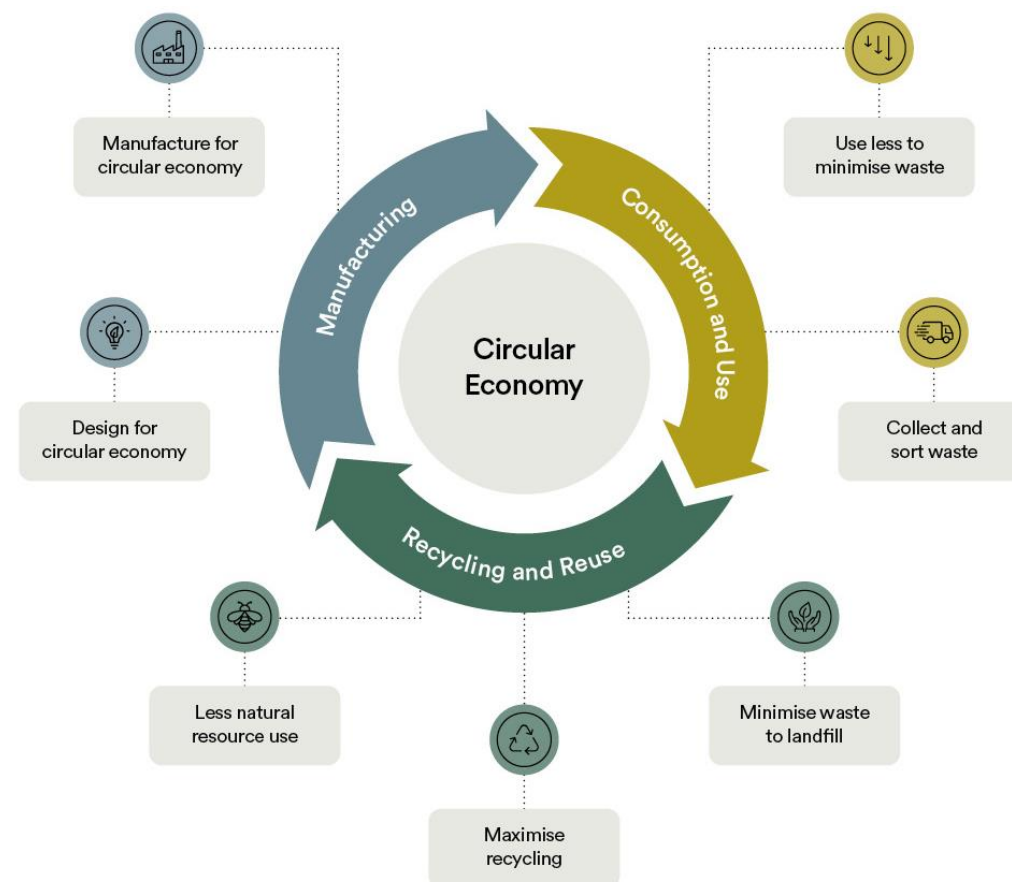 Manufacture for
circular economy
Use less to
minimise waste
Manufacturing
Consumption and Use
Circular
Economy
Design for
circular economy
Collect and
sort waste
Recycling and Reuse
Less natural
resource use
Minimise waste
to landfill
Maximise
recycling